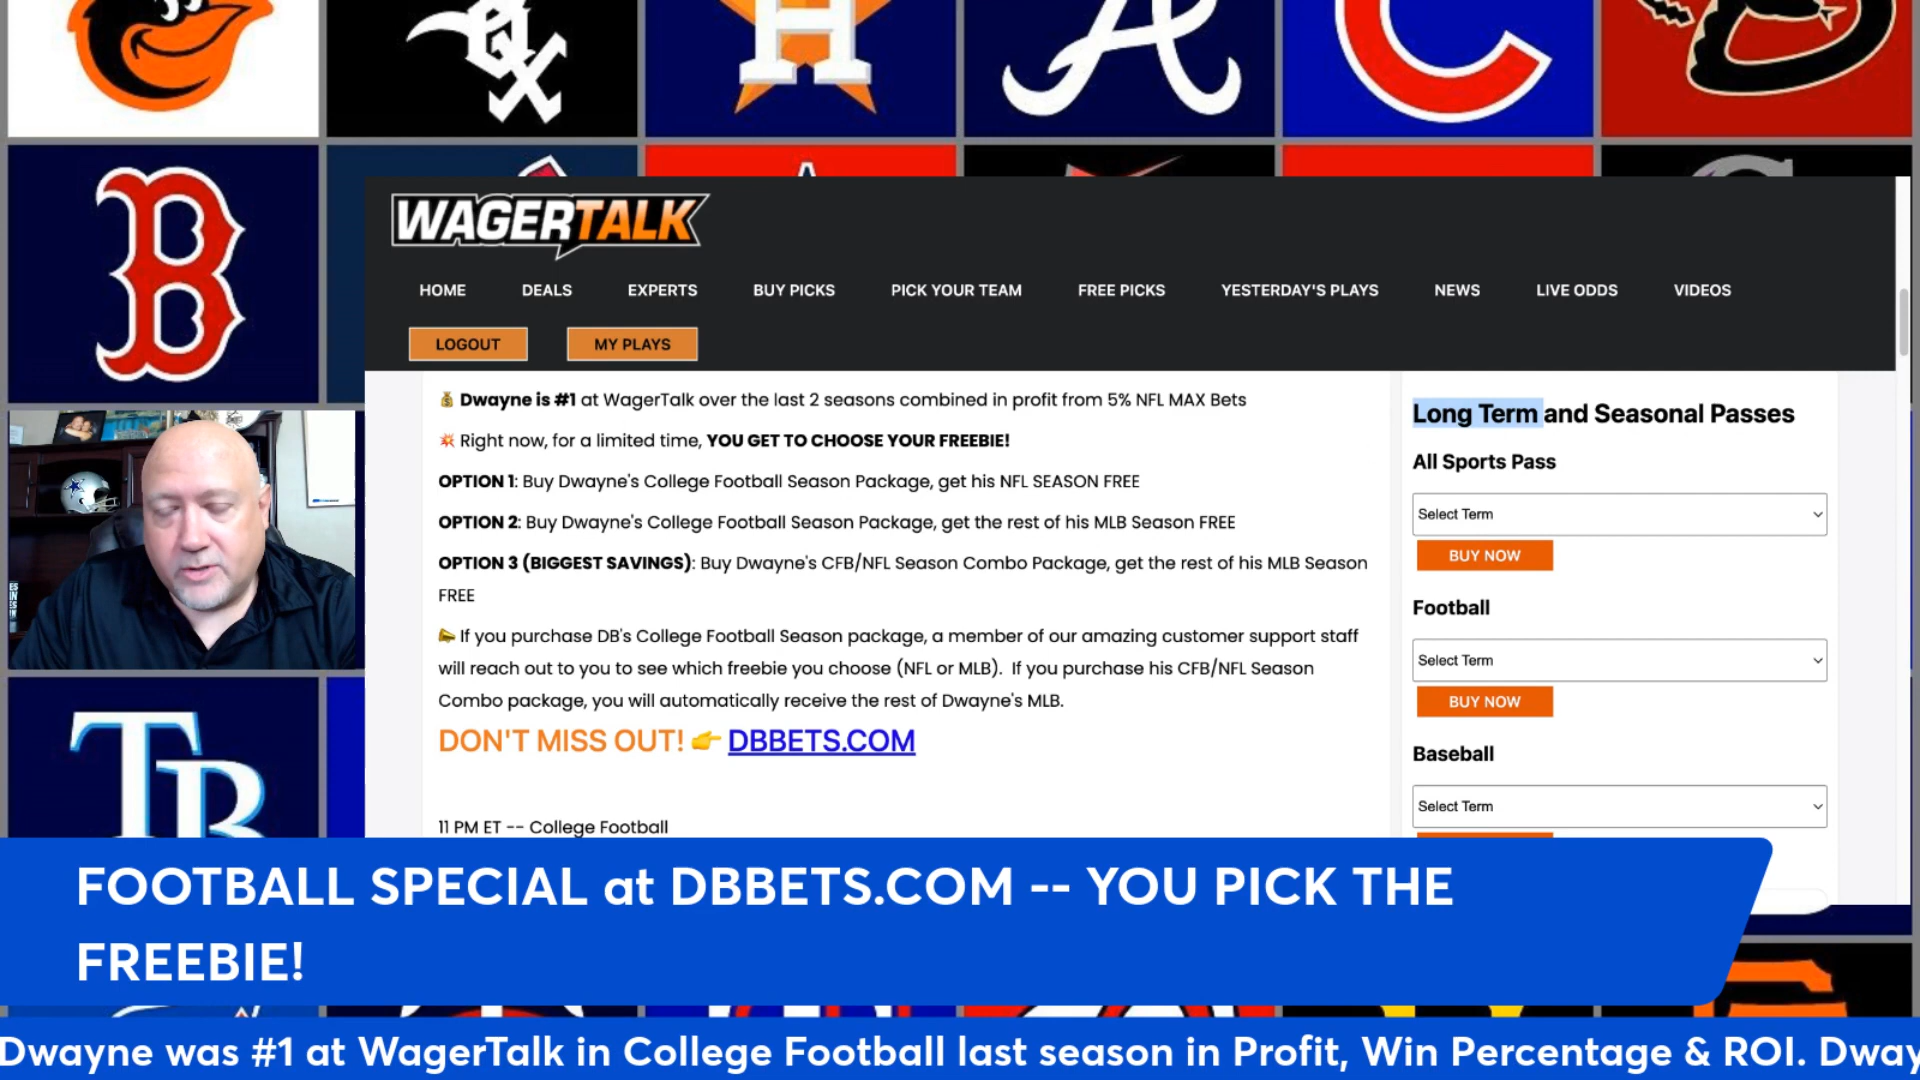 WAGERTALK
HOME DEALS EXPERTS BUY PICKS PICK YOUR TEAM FREE PICKS YESTERDAY'S PLAYS NEWS LIVE ODDS VIDEOS
LOGOUT MY PLAYS
💰 Dwayne is #1 at WagerTalk over the last 2 seasons combined in profit from 5% NFL MAX Bets
💥 Right now, for a limited time, YOU GET TO CHOOSE YOUR FREEBIE!
OPTION 1: Buy Dwayne's College Football Season Package, get his NFL SEASON FREE
OPTION 2: Buy Dwayne's College Football Season Package, get the rest of his MLB Season FREE
OPTION 3 (BIGGEST SAVINGS): Buy Dwayne's CFB/NFL Season Combo Package, get the rest of his MLB Season
FREE
📣 If you purchase DB's College Football Season package, a member of our amazing customer support staff
will reach out to you to see which freebie you choose (NFL or MLB). If you purchase his CFB/NFL Season
Combo package, you will automatically receive the rest of Dwayne's MLB.
DON'T MISS OUT! 👉 DBBETS.COM
11 PM ET -- College Football
Long Term and Seasonal Passes
All Sports Pass
Select Term
BUY NOW
Football
Select Term
BUY NOW
Baseball
Select Term
B
TB
FOOTBALL SPECIAL at DBBETS.COM -- YOU PICK THE
FREEBIE!
Dwayne was #1 at WagerTalk in College Football last season in Profit, Win Percentage & ROI. Dway